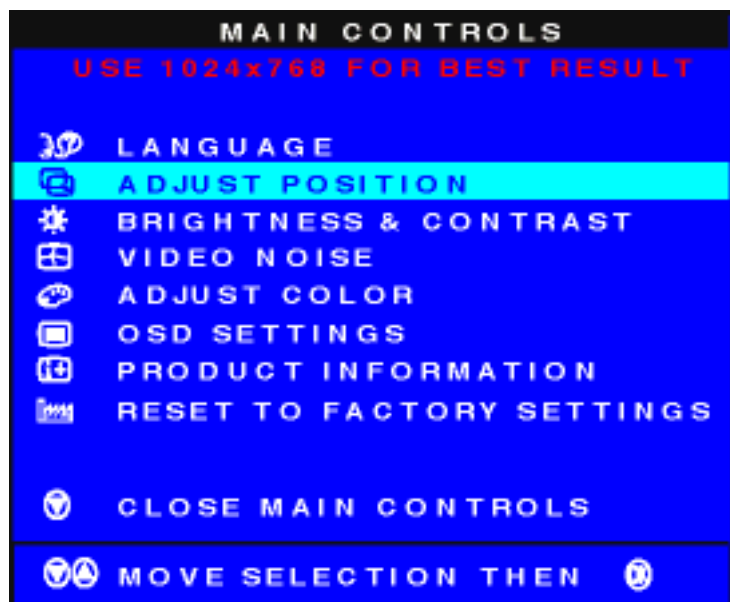 MAIN CONTROLS
USE 1024x768 FOR BEST RESULT
LANGUAGE
ADJUST POSITION
BRIGHTNESS & CONTRAST
VIDEO NOISE
ADJUST COLOR
OSD SETTINGS
PRODUCT INFORMATION
RESET TO FACTORY SETTINGS
CLOSE MAIN CONTROLS
MOVE SELECTION THEN OK